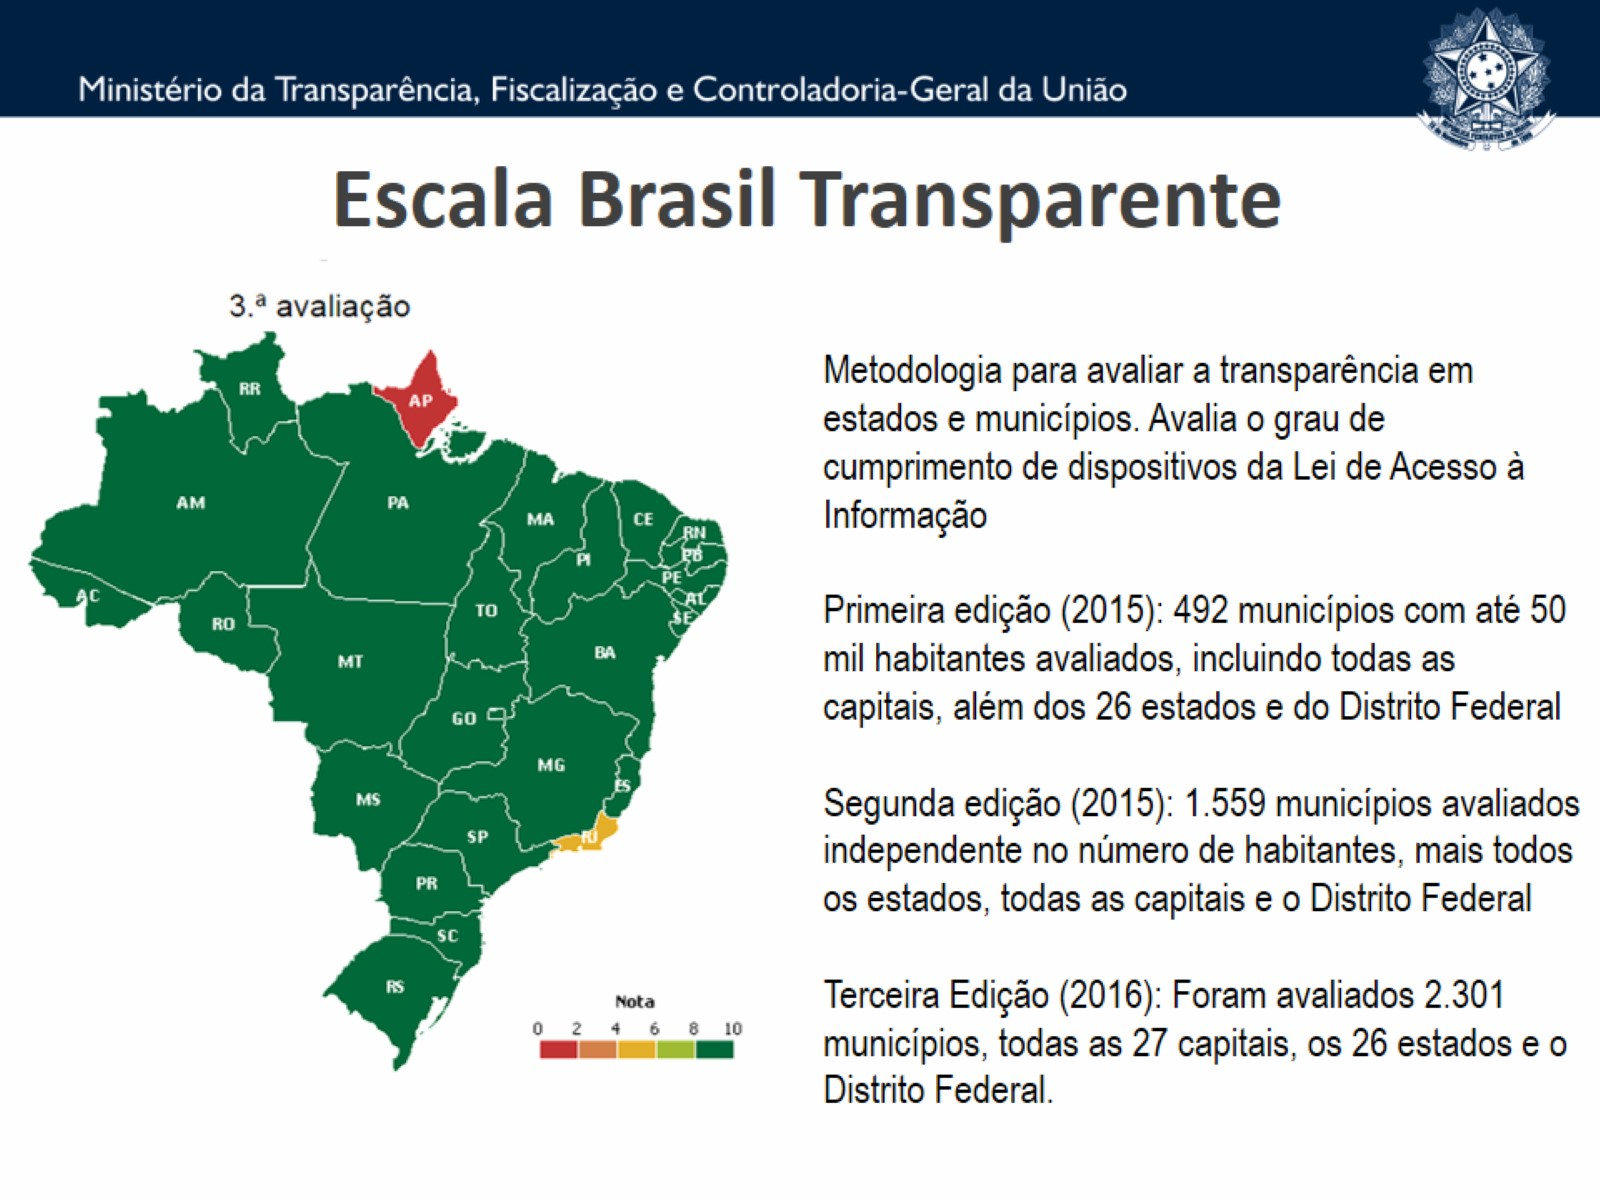 Ministério da Transparência, Fiscalização e Controladoria-Geral da União
Escala Brasil Transparente
3.ª avaliação
Metodologia para avaliar a transparência em
estados e municípios. Avalia o grau de
cumprimento de dispositivos da Lei de Acesso à
Informação
Primeira edição (2015): 492 municípios com até 50
mil habitantes avaliados, incluindo todas as
capitais, além dos 26 estados e do Distrito Federal
Segunda edição (2015): 1.559 municípios avaliados
independente no número de habitantes, mais todos
os estados, todas as capitais e o Distrito Federal
Terceira Edição (2016): Foram avaliados 2.301
municípios, todas as 27 capitais, os 26 estados e o
Distrito Federal.
RR
AP
AM
PA
MA
CE
RN
PB
PI
PE
AC
AL
TO
SE
RO
BA
MT
GO
MG
ES
MS
SP
RJ
PR
SC
RS
Nota
0 2 4 6 8 10